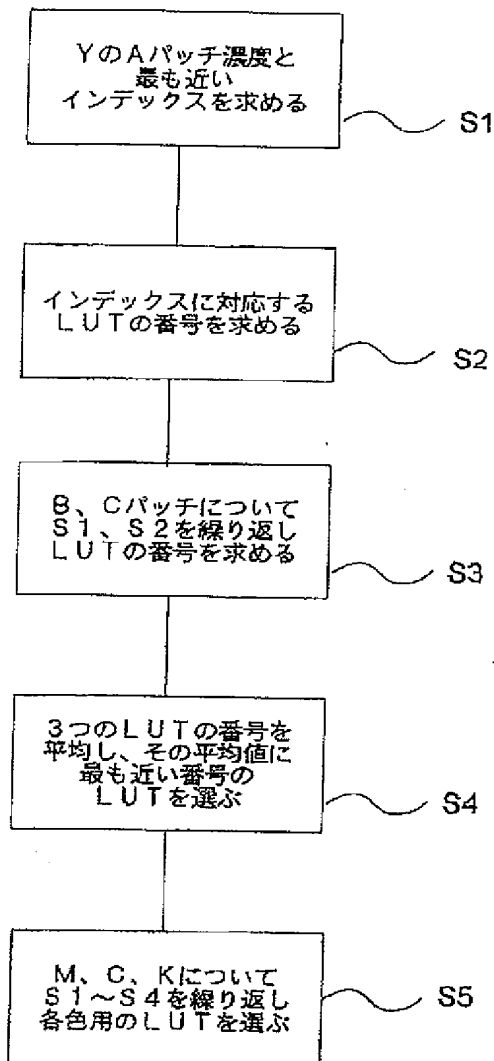 YのAパッチ濃度と
最も近い
インデックスを求める
S1
インデックスに対応する
LUTの番号を求める
S2
B、Cパッチについて
S1、S2を繰り返し
LUTの番号を求める
S3
3つのLUTの番号を
平均し、その平均値に
最も近い番号の
LUTを選ぶ
S4
M、C、Kについて
S1～S4を繰り返し
各色用のLUTを選ぶ
S5